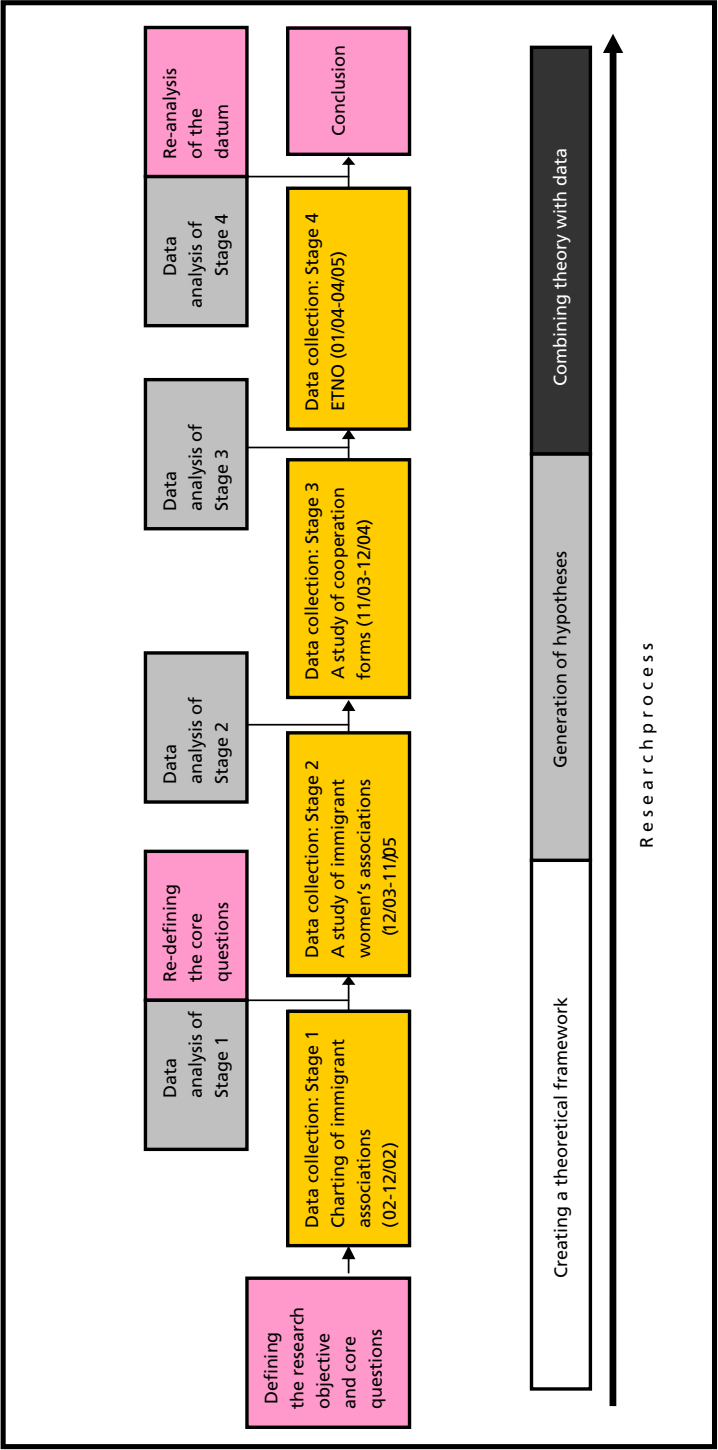 Defining
the research
objective
and core
questions
Data collection: Stage 1
Charting of immigrant
associations
(02-12/02)
Data
analysis of
Stage 1
Re-defining
the core
questions
Data collection: Stage 2
A study of immigrant
women’s associations
(12/03-11/05
Data
analysis of
Stage 2
Data collection: Stage 3
A study of cooperation
forms (11/03-12/04)
Data
analysis of
Stage 3
Data collection: Stage 4
ETNO (01/04-04/05)
Data
analysis of
Stage 4
Re-analysis
of the
datum
Conclusion
Creating a theoretical framework
Generation of hypotheses
Combining theory with data
Researchprocess